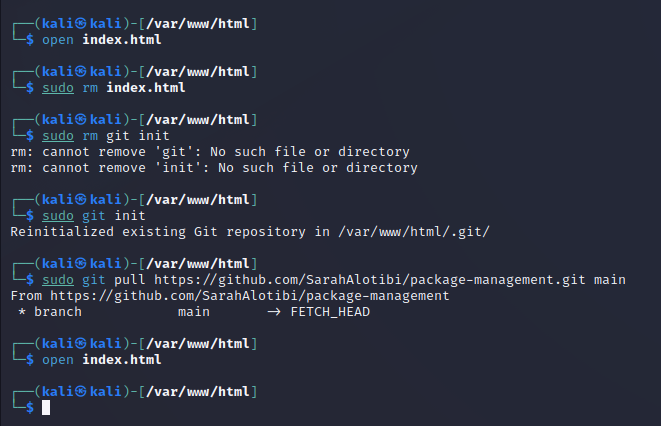 ┌──(kali㉿kali)-[/var/www/html]
└─$ open index.html
┌──(kali㉿kali)-[/var/www/html]
└─$ sudo rm index.html
┌──(kali㉿kali)-[/var/www/html]
└─$ sudo rm git init
rm: cannot remove 'git': No such file or directory
rm: cannot remove 'init': No such file or directory
┌──(kali㉿kali)-[/var/www/html]
└─$ sudo git init
Reinitialized existing Git repository in /var/www/html/.git/
┌──(kali㉿kali)-[/var/www/html]
└─$ sudo git pull https://github.com/SarahAlotibi/package-management.git main
From https://github.com/SarahAlotibi/package-management
 * branch            main       -> FETCH_HEAD
┌──(kali㉿kali)-[/var/www/html]
└─$ open index.html
┌──(kali㉿kali)-[/var/www/html]
└─$